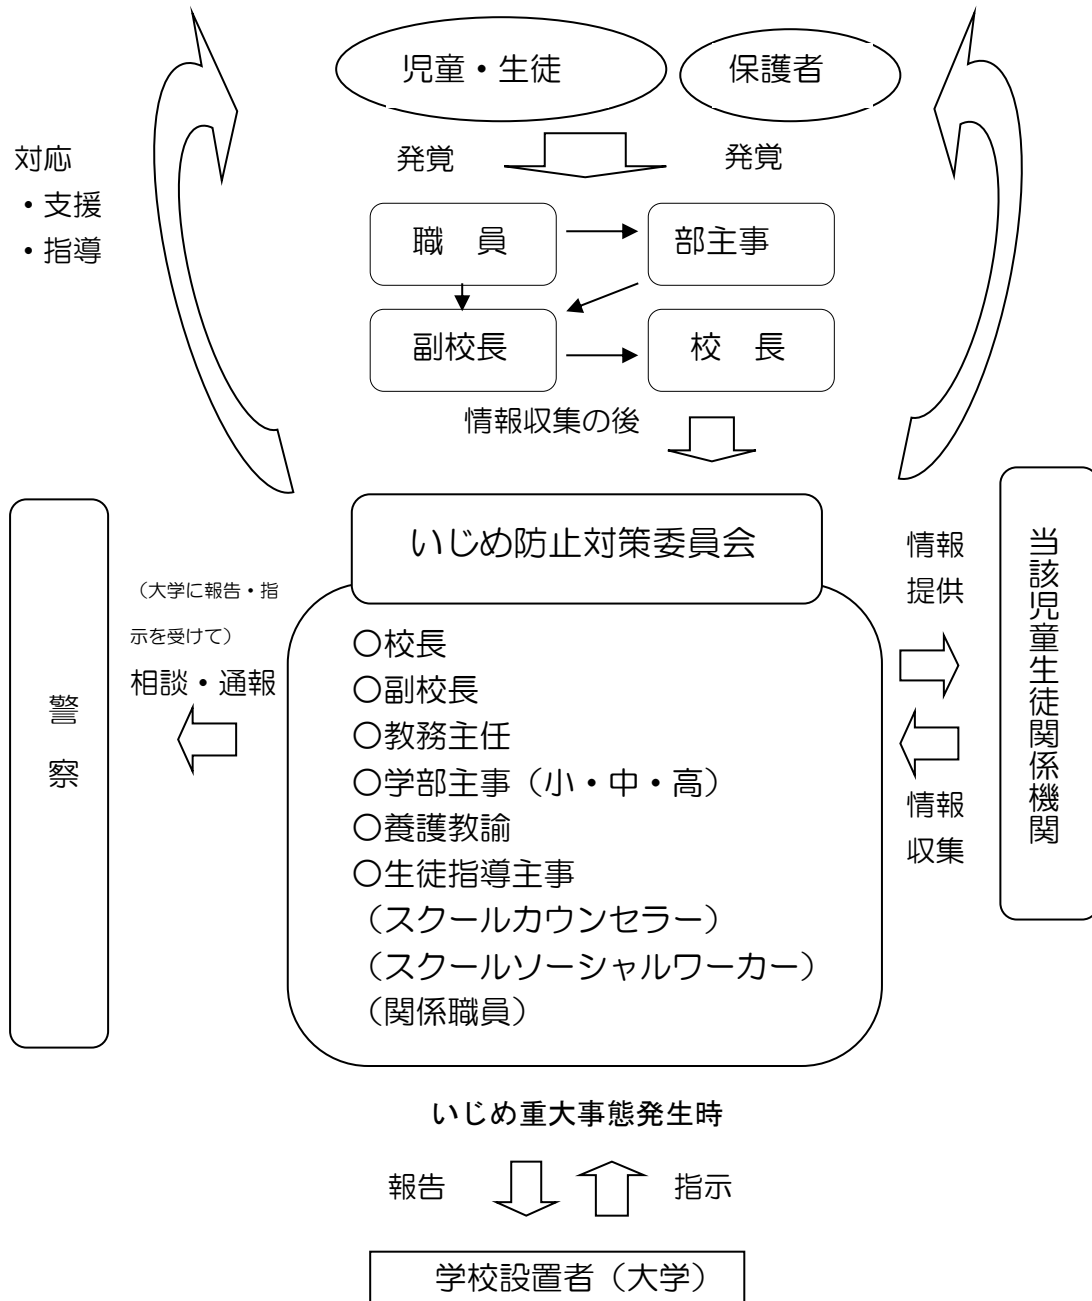 児童・生徒
保護者
対応
・支援
・指導
発覚
発覚
職　員
部主事
副校長
校　長
情報収集の後
いじめ防止対策委員会
〇校長
〇副校長
〇教務主任
〇学部主事（小・中・高）
〇養護教諭
〇生徒指導主事
（スクールカウンセラー）
（スクールソーシャルワーカー）
（関係職員）
（大学に報告・指
示を受けて）
相談・通報
警察
情報
提供
情報
収集
当該児童生徒関係機関
いじめ重大事態発生時
報告
指示
学校設置者（大学）